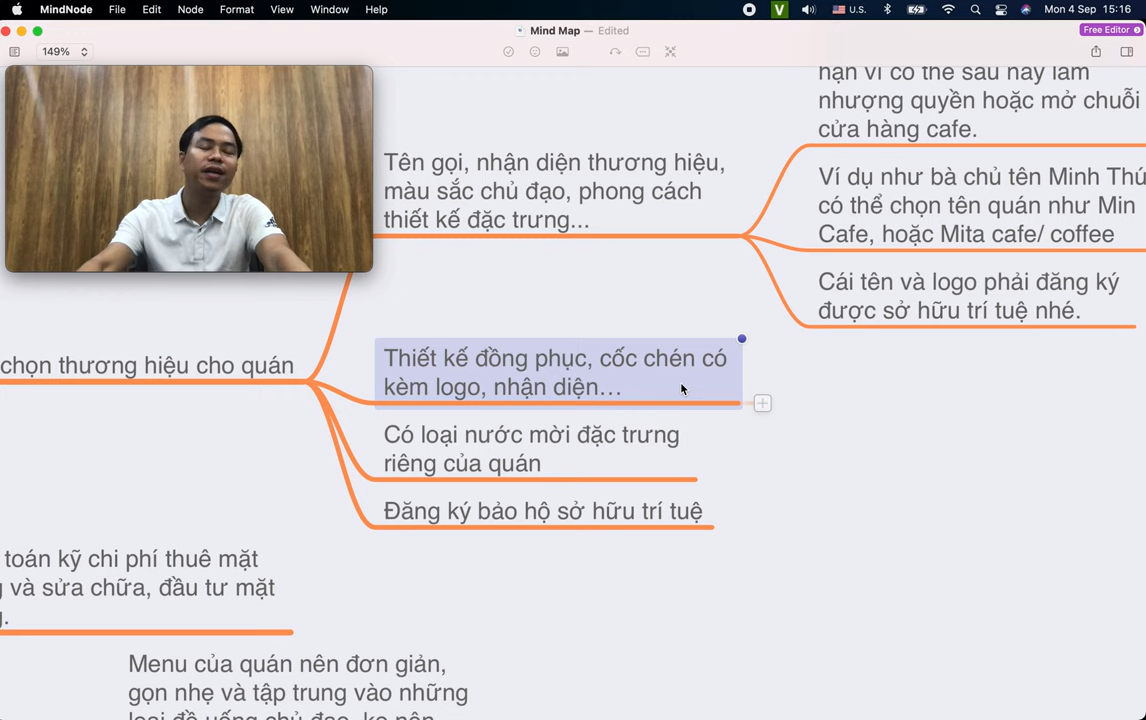 MindNode File Edit Node Format View Window Help
V U.S. Mon 4 Sep 15:16
Mind Map — Edited
Free Editor
149%
nhượng quyền hoặc mở chuỗi
cửa hàng cafe.
Tên gọi, nhận diện thương hiệu,
màu sắc chủ đạo, phong cách
thiết kế đặc trưng...
Ví dụ như bà chủ tên Minh Thú
có thể chọn tên quán như Min
Cafe, hoặc Mita cafe/ coffee
Cái tên và logo phải đăng ký
được sở hữu trí tuệ nhé.
chọn thương hiệu cho quán
Thiết kế đồng phục, cốc chén có
kèm logo, nhận diện...
Có loại nước mời đặc trưng
riêng của quán
Đăng ký bảo hộ sở hữu trí tuệ
toán kỹ chi phí thuê mặt
và sửa chữa, đầu tư mặt
Menu của quán nên đơn giản,
gọn nhẹ và tập trung vào những